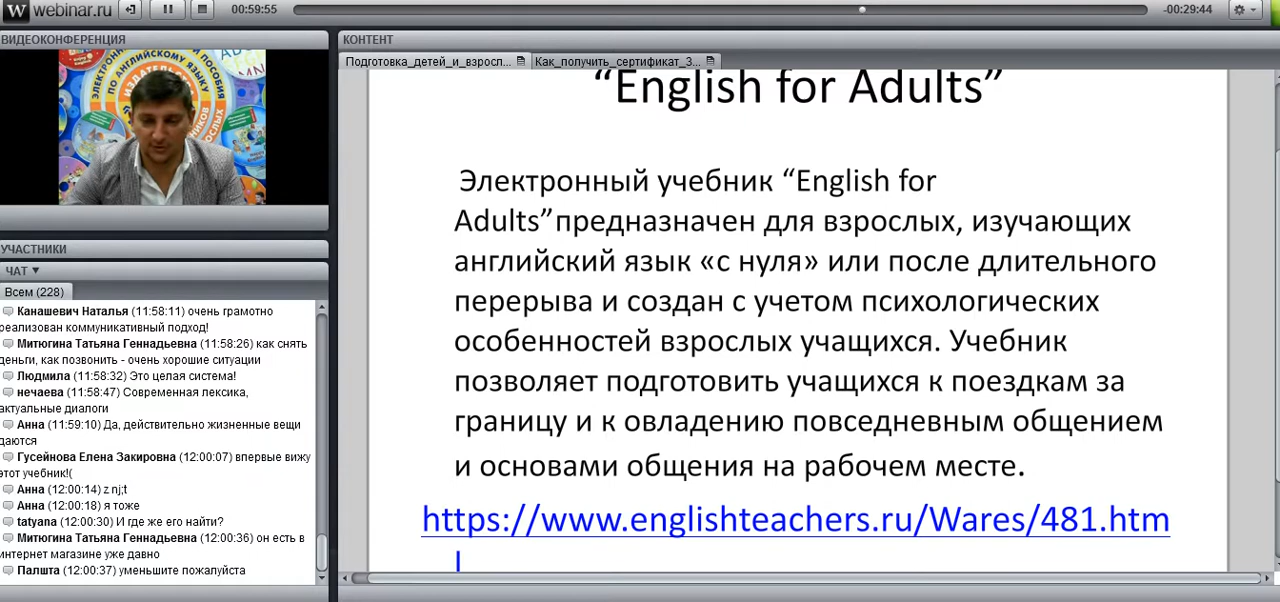 webinar.ru
00:59:55
-00:29:44
ВИДЕОКОНФЕРЕНЦИЯ
УЧАСТНИКИ
ЧАТ
Всем (228)
Канашевич Наталья (11:58:11) очень грамотно
реализован коммуникативный подход!
Митюгина Татьяна Геннадьевна (11:58:26) как снять
деньги, как позвонить - очень хорошие ситуации
Людмила (11:58:32) Это целая система!
нечаева (11:58:47) Современная лексика,
актуальные диалоги
Анна (11:59:10) Да, действительно жизненные вещи
даются
Гусейнова Елена Закировна (12:00:07) впервые вижу
этот учебник!(
Анна (12:00:14) z nj;t
Анна (12:00:18) я тоже
tatyana (12:00:30) И где же его найти?
Митюгина Татьяна Геннадьевна (12:00:36) он есть в
интернет магазине уже давно
Палшта (12:00:37) уменьшите пожалуйста
КОНТЕНТ
Подготовка_детей_и_взросл...
Как_получить_сертификат_З...
“English for Adults”
Электронный учебник “English for
Adults”предназначен для взрослых, изучающих
английский язык «с нуля» или после длительного
перерыва и создан с учетом психологических
особенностей взрослых учащихся. Учебник
позволяет подготовить учащихся к поездкам за
границу и к овладению повседневным общением
и основами общения на рабочем месте.
https://www.englishteachers.ru/Wares/481.htm
l